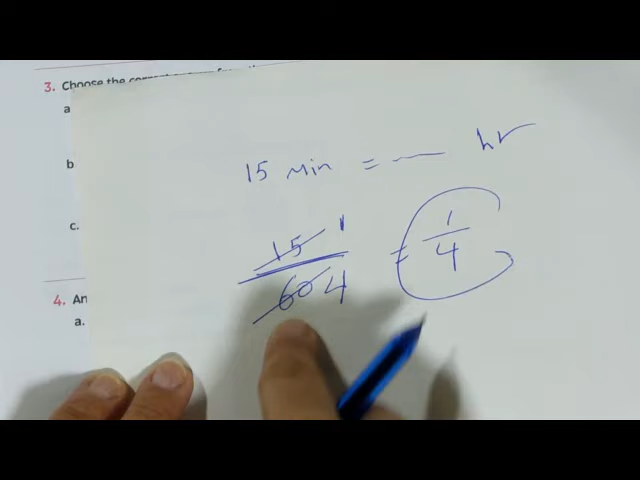 3. Choose the correct
a
b
c.
4. An
a.
15 Min = — hr
15 1
60 4
= 1/4